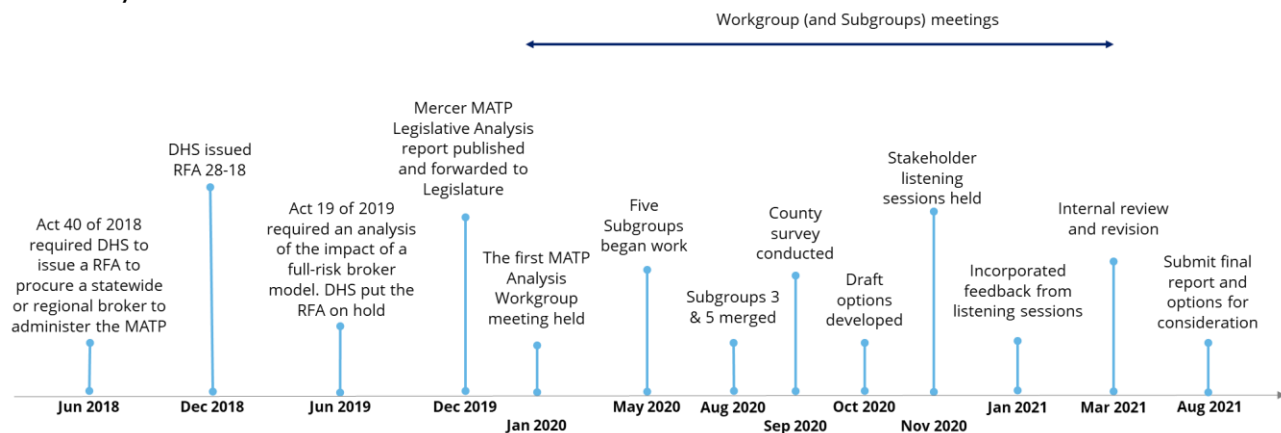 Workgroup (and Subgroups) meetings
Act 40 of 2018
required DHS to
issue a RFA to
procure a statewide
or regional broker to
administer the MATP
DHS issued
RFA 28-18
Act 19 of 2019
required an analysis
of the impact of a
full-risk broker
model. DHS put the
RFA on hold
Mercer MATP
Legislative Analysis
report published
and forwarded to
Legislature
The first MATP
Analysis
Workgroup
meeting held
Five
Subgroups
began work
Subgroups 3
& 5 merged
County
survey
conducted
Draft
options
developed
Stakeholder
listening
sessions held
Incorporated
feedback from
listening sessions
Internal review
and revision
Submit final
report and
options for
consideration
Jun 2018
Dec 2018
Jun 2019
Dec 2019
Jan 2020
May 2020
Aug 2020
Sep 2020
Oct 2020
Nov 2020
Jan 2021
Mar 2021
Aug 2021